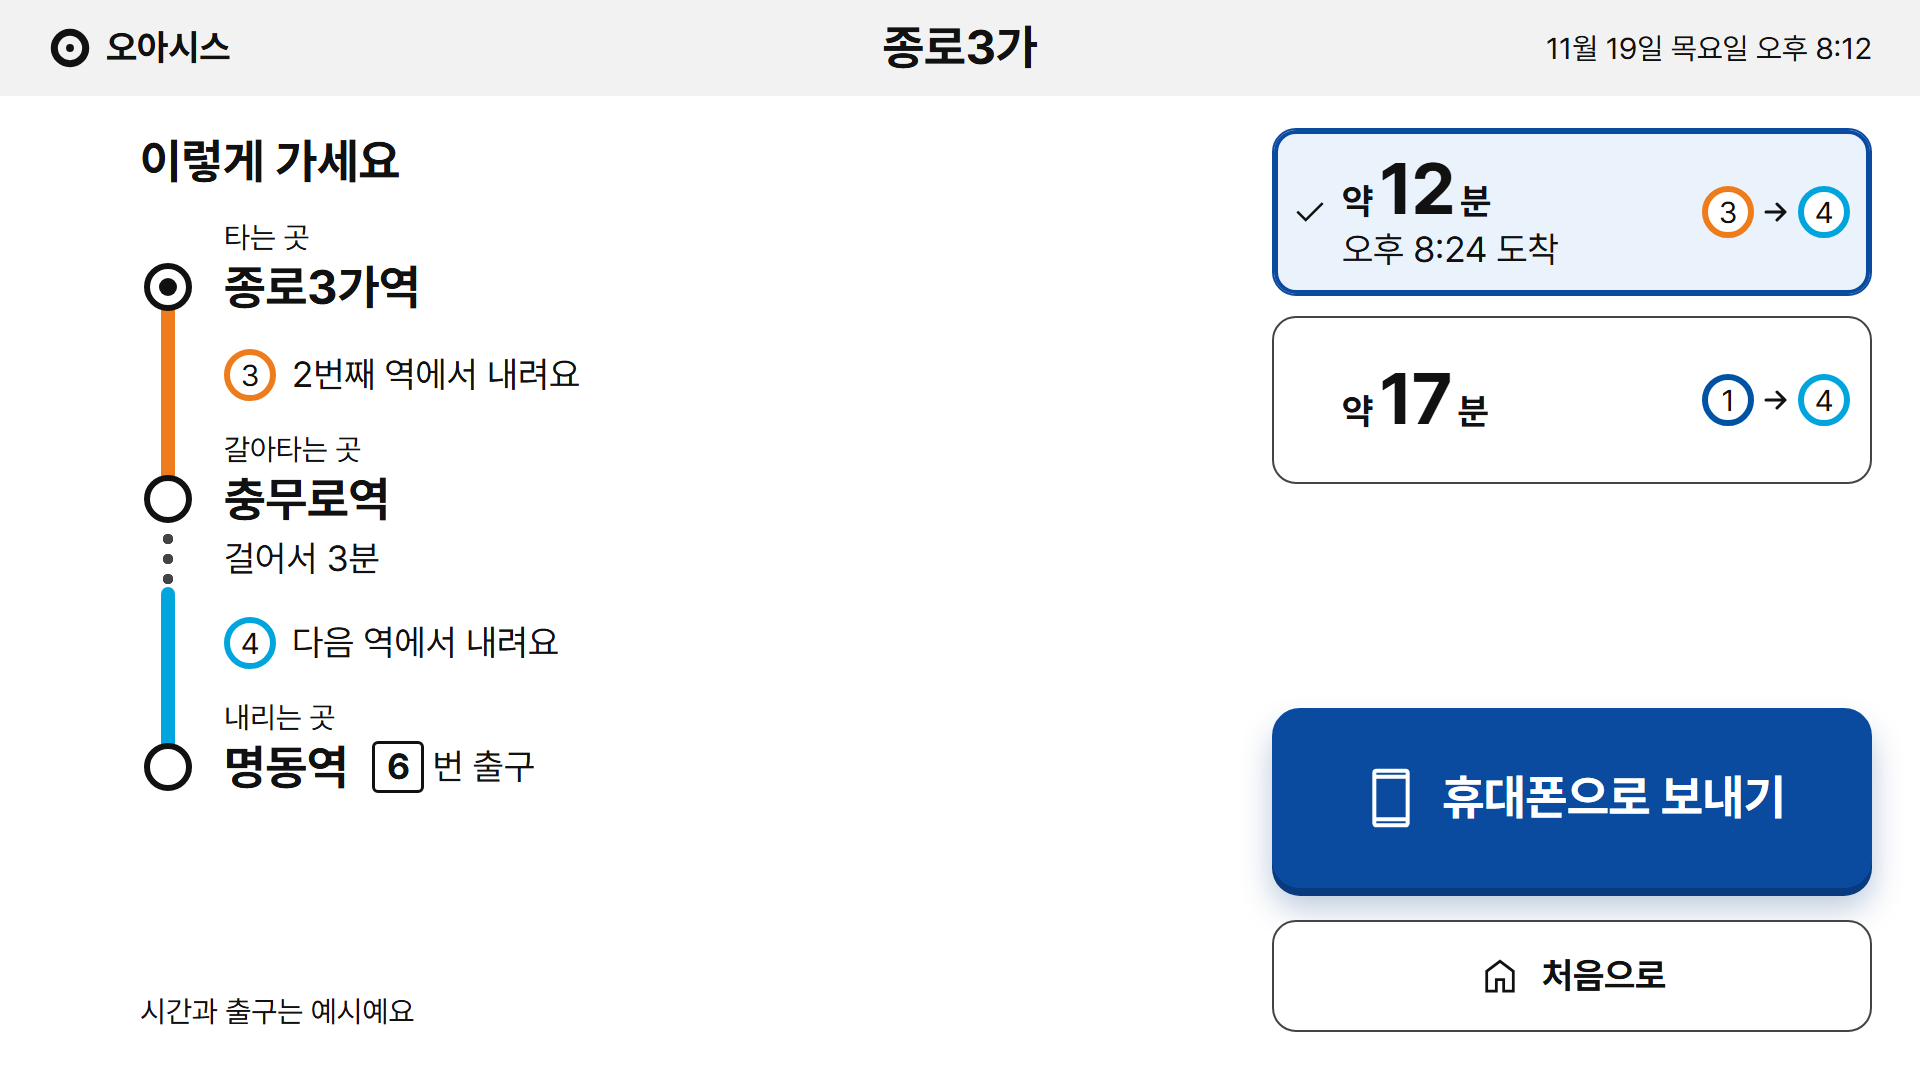 오아시스
종로3가
11월 19일 목요일 오후 8:12
이렇게 가세요
타는 곳
종로3가역
3 2번째 역에서 내려요
갈아타는 곳
충무로역
걸어서 3분
4 다음 역에서 내려요
내리는 곳
명동역 6 번 출구
시간과 출구는 예시예요
약 12 분
오후 8:24 도착
3 → 4
약 17 분
1 → 4
휴대폰으로 보내기
처음으로